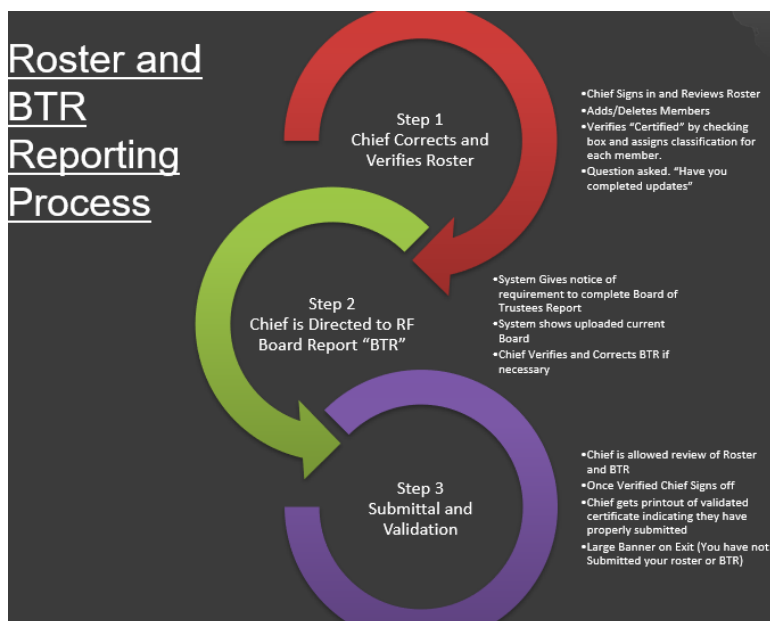 Roster and
BTR
Reporting
Process
Step 1
Chief Corrects and
Verifies Roster
•Chief Signs in and Reviews Roster
•Adds/Deletes Members
•Verifies “Certified” by checking
box and assigns classification for
each member.
•Question asked. “Have you
completed updates”
Step 2
Chief is Directed to RF
Board Report “BTR”
•System Gives notice of
requirement to complete Board of
Trustees Report
•System shows uploaded current
Board
•Chief Verifies and Corrects BTR if
necessary
Step 3
Submittal and
Validation
•Chief is allowed review of Roster
and BTR
•Once Verified Chief Signs off
•Chief gets printout of validated
certificate indicating they have
properly submitted
•Large Banner on Exit (You have not
Submitted your roster or BTR)